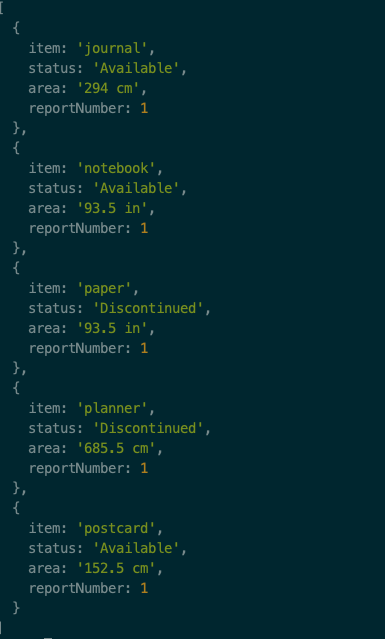 [
  {
    item: 'journal',
    status: 'Available',
    area: '294 cm',
    reportNumber: 1
  },
  {
    item: 'notebook',
    status: 'Available',
    area: '93.5 in',
    reportNumber: 1
  },
  {
    item: 'paper',
    status: 'Discontinued',
    area: '93.5 in',
    reportNumber: 1
  },
  {
    item: 'planner',
    status: 'Discontinued',
    area: '685.5 cm',
    reportNumber: 1
  },
  {
    item: 'postcard',
    status: 'Available',
    area: '152.5 cm',
    reportNumber: 1
  }
]